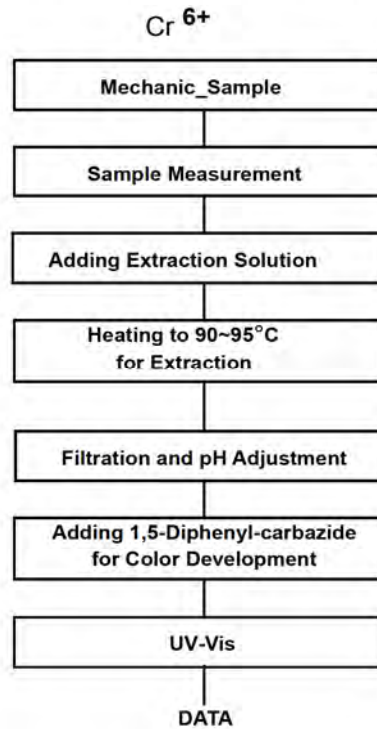 Cr 6+
Mechanic_Sample
Sample Measurement
Adding Extraction Solution
Heating to 90~95°C
for Extraction
Filtration and pH Adjustment
Adding 1,5-Diphenyl-carbazide
for Color Development
UV-Vis
DATA